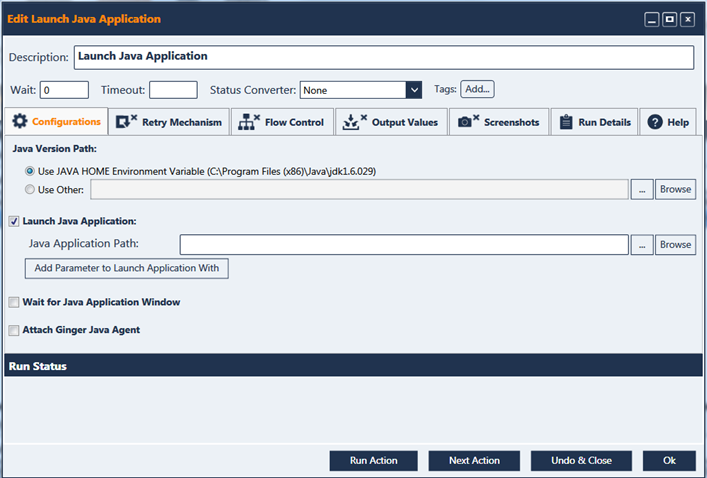 Edit Launch Java Application
Description: Launch Java Application
Wait: 0 Timeout: Status Converter: None Tags: Add...
Configurations Retry Mechanism Flow Control Output Values Screenshots Run Details Help
Java Version Path:
Use JAVA HOME Environment Variable (C:\Program Files (x86)\Java\jdk1.6.029)
Use Other: ... Browse
Launch Java Application:
Java Application Path: ... Browse
Add Parameter to Launch Application With
Wait for Java Application Window
Attach Ginger Java Agent
Run Status
Run Action Next Action Undo & Close Ok